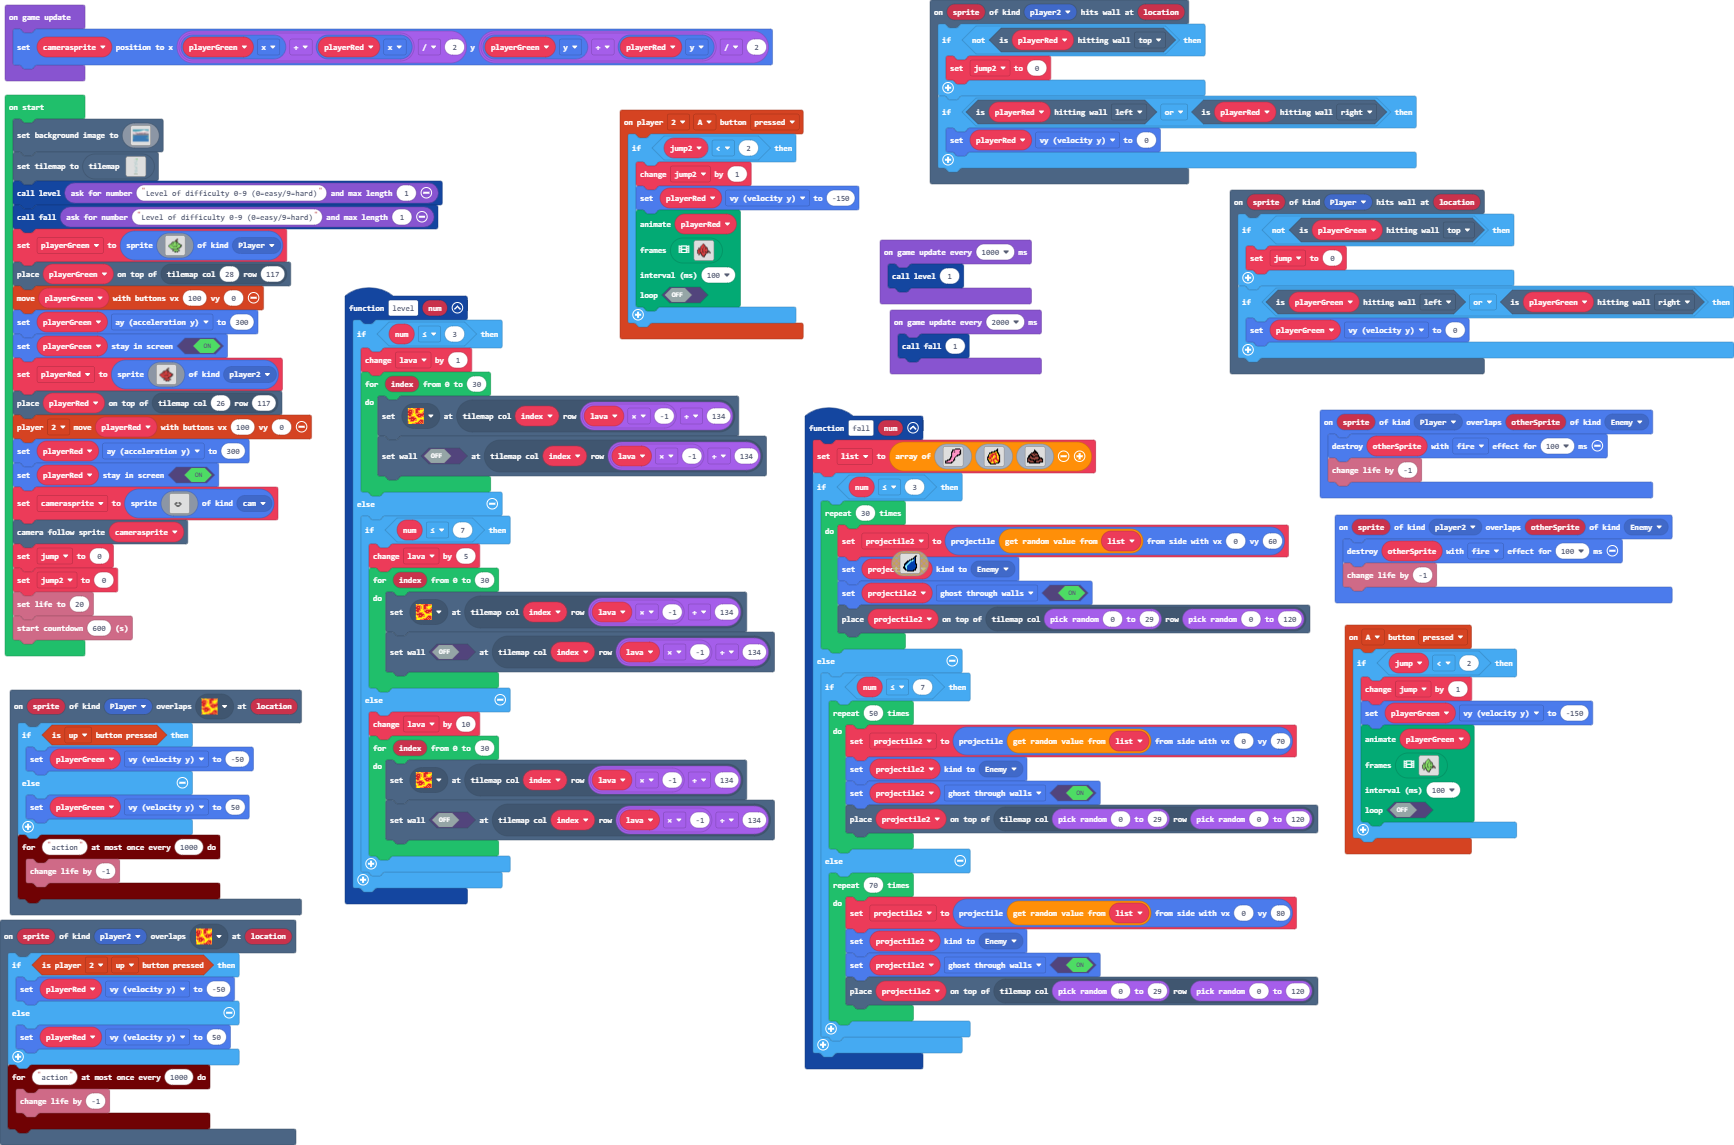 on game update
set camerasprite position to x playerGreen x + playerRed x / 2 y playerGreen y + playerRed y / 2
on start
set background image to
set tilemap to tilemap
call level ask for number "Level of difficulty 0-9 (0=easy/9=hard)" and max length 1
call fall ask for number "Level of difficulty 0-9 (0=easy/9=hard)" and max length 1
set playerGreen to sprite of kind Player
place playerGreen on top of tilemap col 28 row 117
move playerGreen with buttons vx 100 vy 0
set playerGreen ay (acceleration y) to 300
set playerGreen stay in screen ON
set playerRed to sprite of kind player2
place playerRed on top of tilemap col 26 row 117
player 2 move playerRed with buttons vx 100 vy 0
set playerRed ay (acceleration y) to 300
set playerRed stay in screen ON
set camerasprite to sprite of kind cam
camera follow sprite camerasprite
set jump to 0
set jump2 to 0
set life to 20
start countdown 600 (s)
on sprite of kind Player overlaps at location
if is up button pressed then
set playerGreen vy (velocity y) to -50
else
set playerGreen vy (velocity y) to 50
for "action" at most once every 1000 do
change life by -1
on sprite of kind player2 overlaps at location
if is player 2 up button pressed then
set playerRed vy (velocity y) to -50
else
set playerRed vy (velocity y) to 50
for "action" at most once every 1000 do
change life by -1
function level num
if num ≤ 3 then
change lava by 1
for index from 0 to 30
do
set at tilemap col index row lava × -1 + 134
set wall OFF at tilemap col index row lava × -1 + 134
else
if num ≤ 7 then
change lava by 5
for index from 0 to 30
do
set at tilemap col index row lava × -1 + 134
set wall OFF at tilemap col index row lava × -1 + 134
else
change lava by 10
for index from 0 to 30
do
set at tilemap col index row lava × -1 + 134
set wall OFF at tilemap col index row lava × -1 + 134
on player 2 A button pressed
if jump2 < 2 then
change jump2 by 1
set playerRed vy (velocity y) to -150
animate playerRed
frames
interval (ms) 100
loop OFF
on game update every 1000 ms
call level 1
on game update every 2000 ms
call fall 1
function fall num
set list to array of
if num ≤ 3 then
repeat 30 times
do
set projectile2 to projectile get random value from list from side with vx 0 vy 60
set projec kind to Enemy
set projectile2 ghost through walls ON
place projectile2 on top of tilemap col pick random 0 to 29 row pick random 0 to 120
else
if num ≤ 7 then
repeat 50 times
do
set projectile2 to projectile get random value from list from side with vx 0 vy 70
set projectile2 kind to Enemy
set projectile2 ghost through walls ON
place projectile2 on top of tilemap col pick random 0 to 29 row pick random 0 to 120
else
repeat 70 times
do
set projectile2 to projectile get random value from list from side with vx 0 vy 80
set projectile2 kind to Enemy
set projectile2 ghost through walls ON
place projectile2 on top of tilemap col pick random 0 to 29 row pick random 0 to 120
on sprite of kind player2 hits wall at location
if not is playerRed hitting wall top then
set jump2 to 0
if is playerRed hitting wall left or is playerRed hitting wall right then
set playerRed vy (velocity y) to 0
on sprite of kind Player hits wall at location
if not is playerGreen hitting wall top then
set jump to 0
if is playerGreen hitting wall left or is playerGreen hitting wall right then
set playerGreen vy (velocity y) to 0
on sprite of kind Player overlaps otherSprite of kind Enemy
destroy otherSprite with fire effect for 100 ms
change life by -1
on sprite of kind player2 overlaps otherSprite of kind Enemy
destroy otherSprite with fire effect for 100 ms
change life by -1
on A button pressed
if jump < 2 then
change jump by 1
set playerGreen vy (velocity y) to -150
animate playerGreen
frames
interval (ms) 100
loop OFF